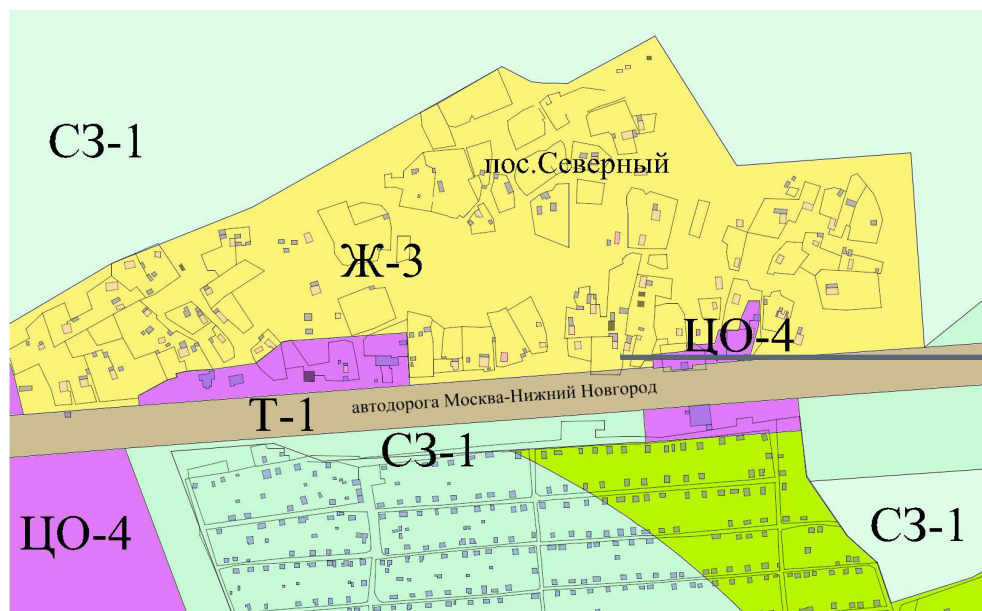 СЗ-1
пос.Северный
Ж-3
ЦО-4
автодорога Москва-Нижний Новгород
Т-1
СЗ-1
ЦО-4
СЗ-1